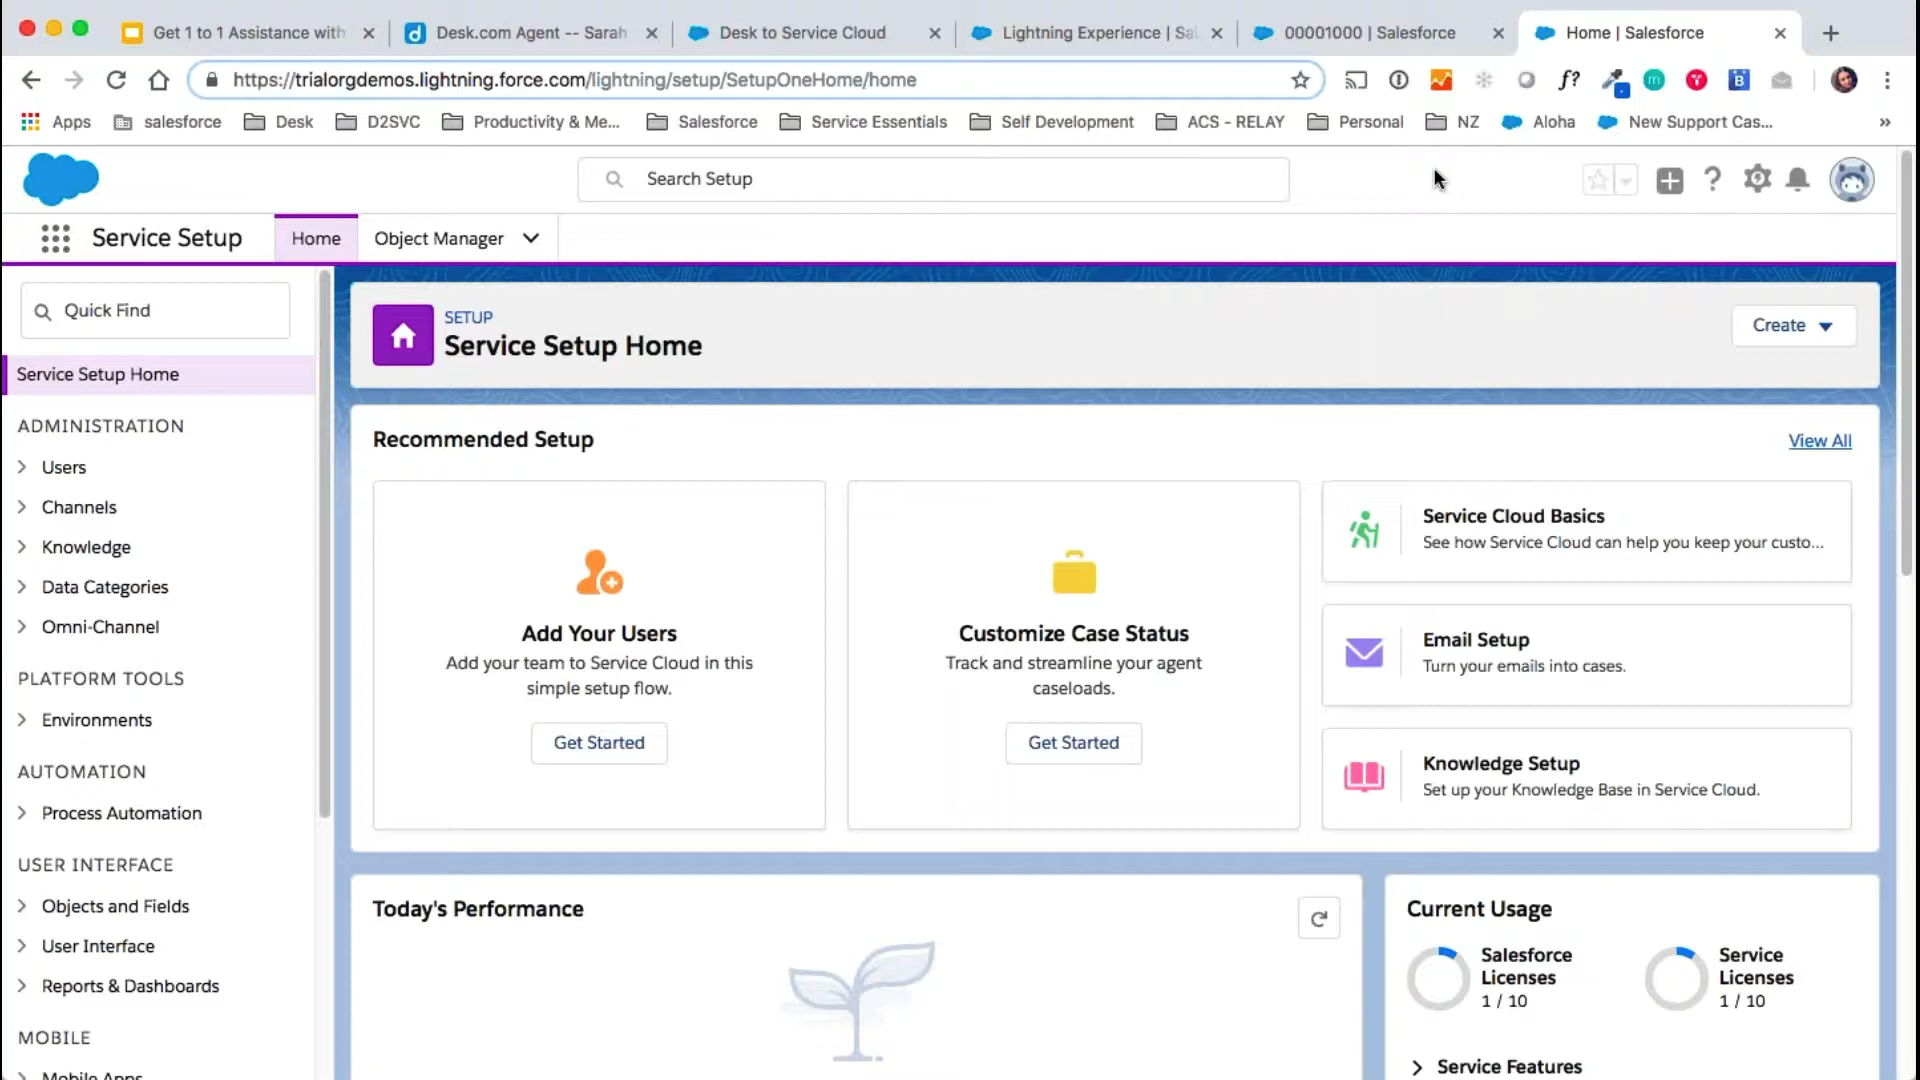 Get 1 to 1 Assistance with
Desk.com Agent -- Sarah
Desk to Service Cloud
Lightning Experience | Sal
00001000 | Salesforce
Home | Salesforce
https://trialorgdemos.lightning.force.com/lightning/setup/SetupOneHome/home
Apps
salesforce
Desk
D2SVC
Productivity & Me...
Salesforce
Service Essentials
Self Development
ACS - RELAY
Personal
NZ
Aloha
New Support Cas...
»
Search Setup
Service Setup
Home
Object Manager
Quick Find
Service Setup Home
ADMINISTRATION
Users
Channels
Knowledge
Data Categories
Omni-Channel
PLATFORM TOOLS
Environments
AUTOMATION
Process Automation
USER INTERFACE
Objects and Fields
User Interface
Reports & Dashboards
MOBILE
Mobile Apps
SETUP
Service Setup Home
Create
Recommended Setup
View All
Add Your Users
Add your team to Service Cloud in this
simple setup flow.
Get Started
Customize Case Status
Track and streamline your agent
caseloads.
Get Started
Service Cloud Basics
See how Service Cloud can help you keep your custo...
Email Setup
Turn your emails into cases.
Knowledge Setup
Set up your Knowledge Base in Service Cloud.
Today's Performance
Current Usage
Salesforce
Licenses
1 / 10
Service
Licenses
1 / 10
Service Features